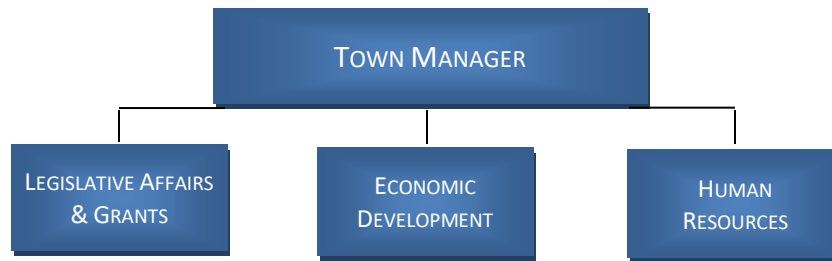 TOWN MANAGER
LEGISLATIVE AFFAIRS
& GRANTS
ECONOMIC
DEVELOPMENT
HUMAN
RESOURCES